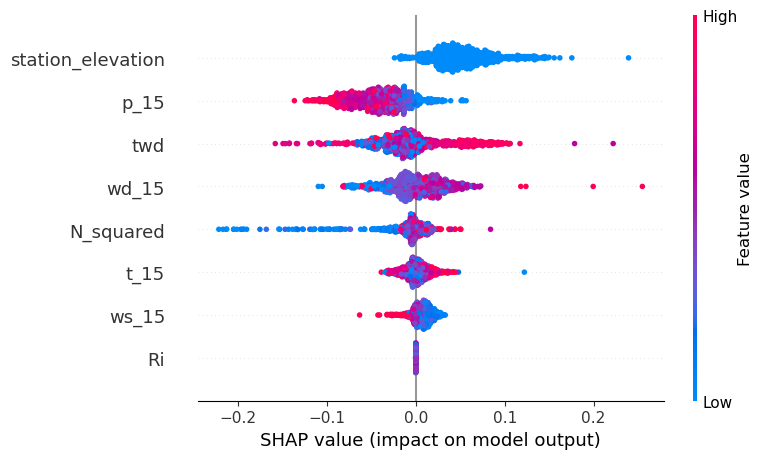 High
station_elevation
p_15
twd
wd_15
N_squared
t_15
ws_15
Ri
Feature value
Low
−0.2 −0.1 0.0 0.1 0.2
SHAP value (impact on model output)